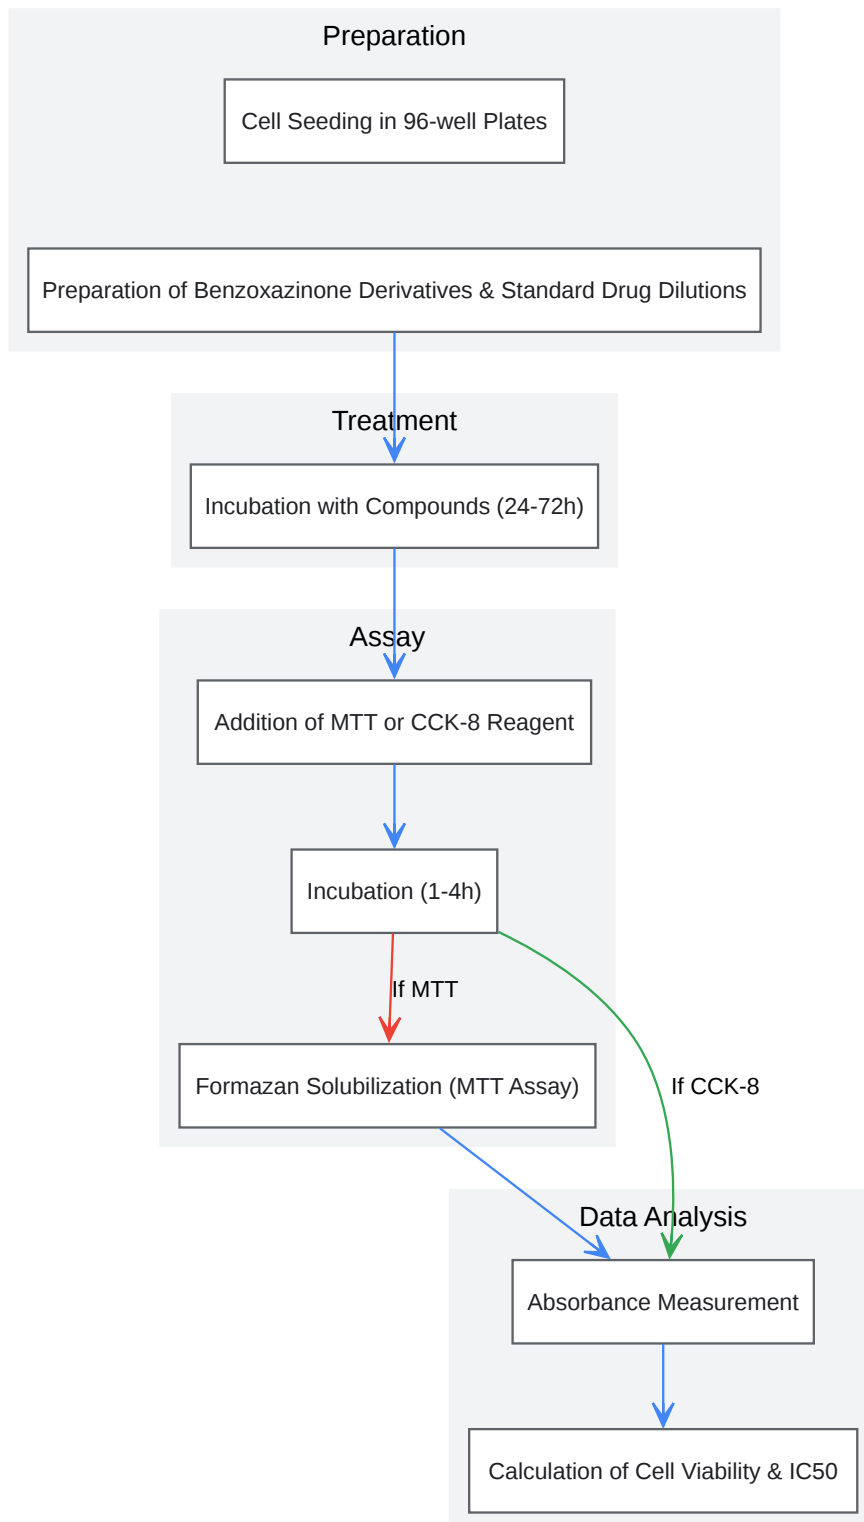 Preparation
Cell Seeding in 96-well Plates
Preparation of Benzoxazinone Derivatives & Standard Drug Dilutions
Treatment
Incubation with Compounds (24-72h)
Assay
Addition of MTT or CCK-8 Reagent
Incubation (1-4h)
If MTT
Formazan Solubilization (MTT Assay)
If CCK-8
Data Analysis
Absorbance Measurement
Calculation of Cell Viability & IC50